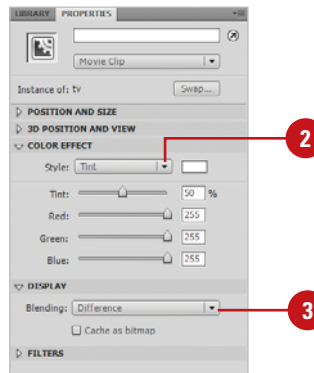 LIBRARY PROPERTIES
Movie Clip
Instance of: tv Swap...
POSITION AND SIZE
3D POSITION AND VIEW
COLOR EFFECT
2
Style: Tint
Tint: 50 %
Red: 255
Green: 255
Blue: 255
DISPLAY
Blending: Difference
3
Cache as bitmap
FILTERS